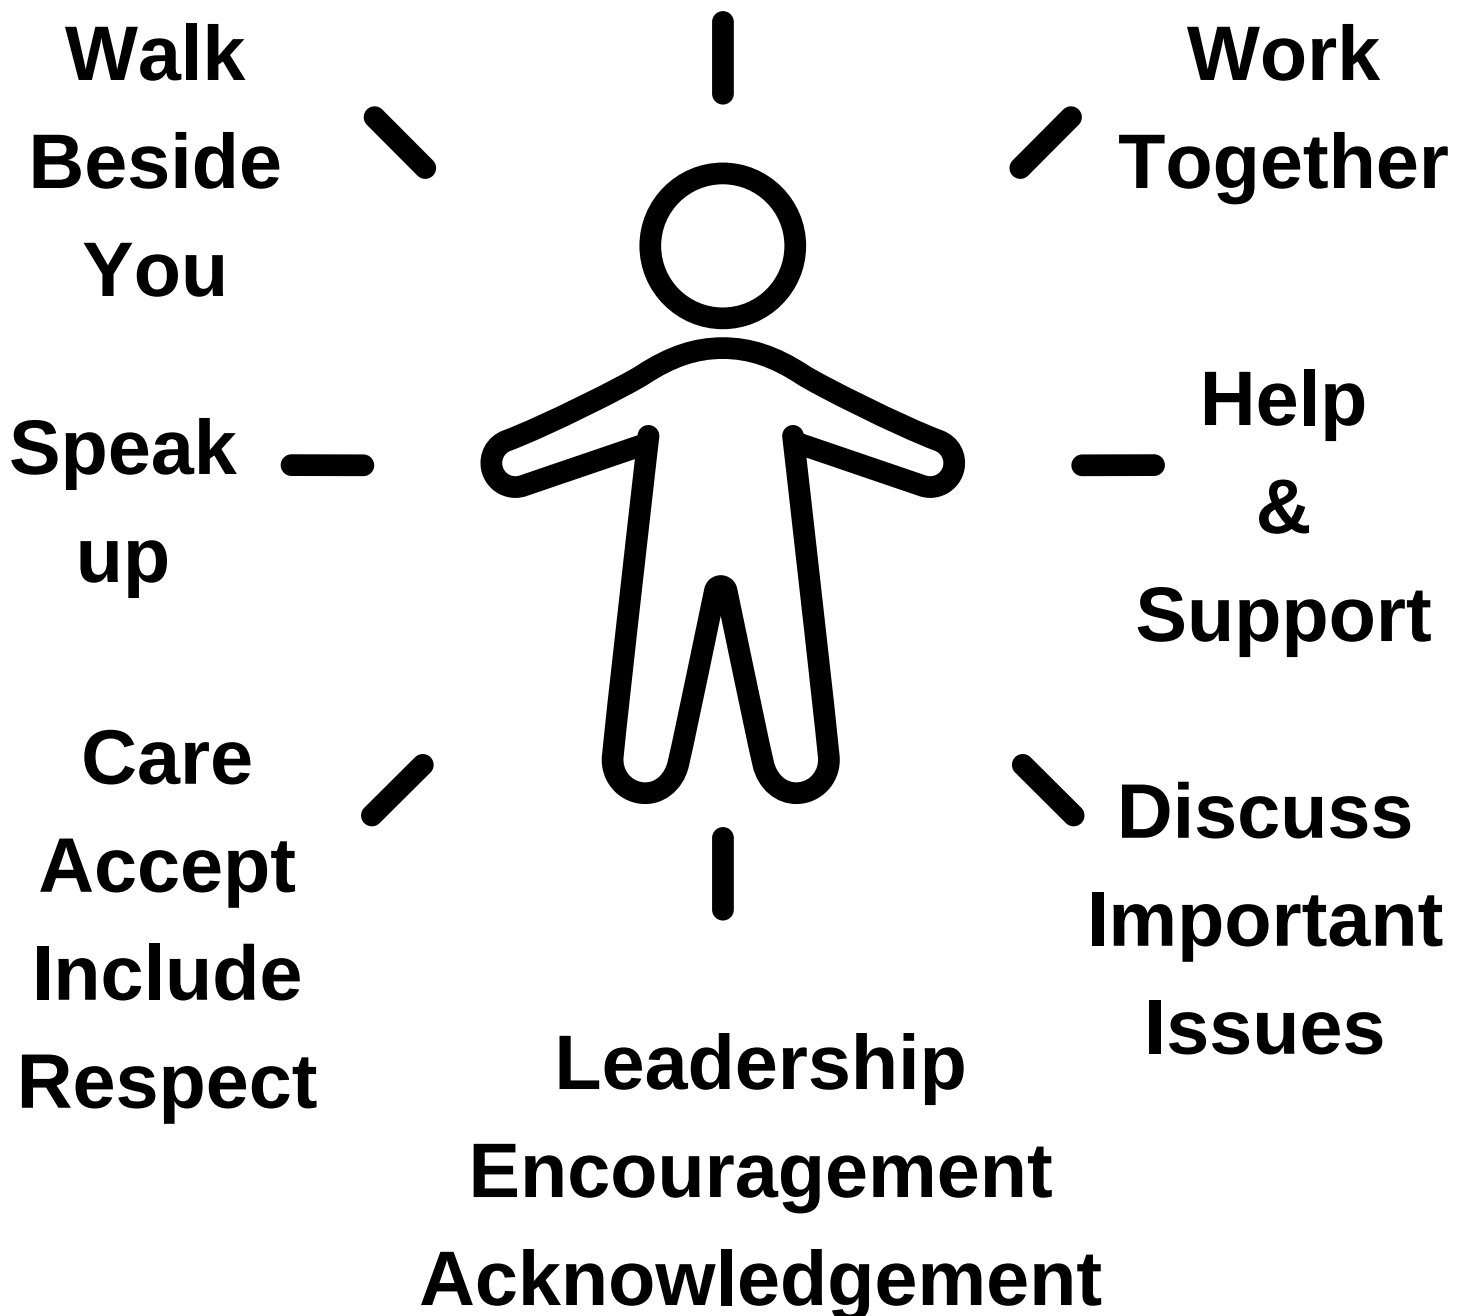 Walk
Beside
You
Work
Together
Speak
up
Help
&
Support
Care
Accept
Include
Respect
Discuss
Important
Issues
Leadership
Encouragement
Acknowledgement